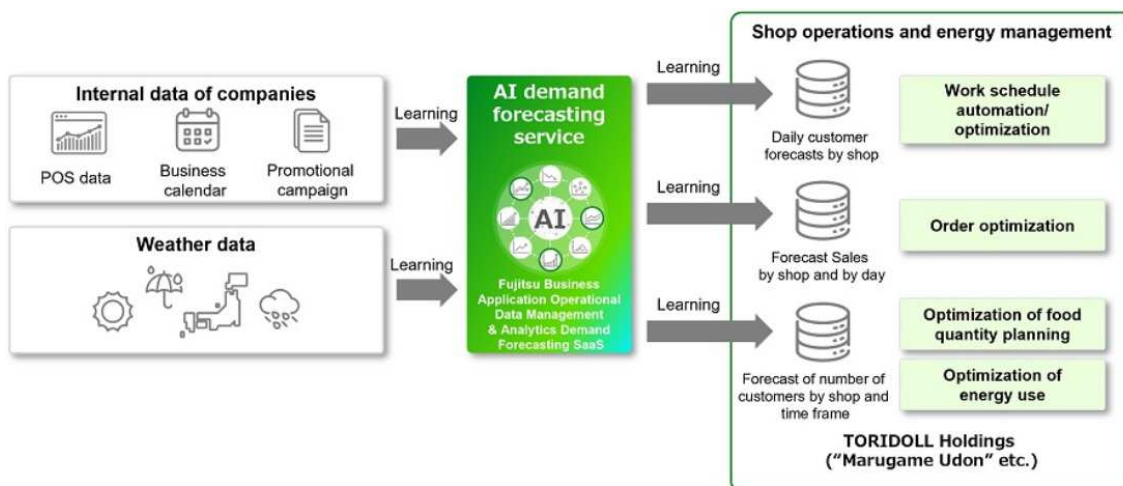 Internal data of companies
POS data
Business
calendar
Promotional
campaign
Weather data
Learning
Learning
AI demand
forecasting
service
AI
Fujitsu Business
Application Operational
Data Management
& Analytics Demand
Forecasting SaaS
Learning
Learning
Learning
Shop operations and energy management
Daily customer
forecasts by shop
Work schedule
automation/
optimization
Forecast Sales
by shop and by day
Order optimization
Forecast of number of
customers by shop and
time frame
Optimization of food
quantity planning
Optimization of
energy use
TORIDOLL Holdings
(“Marugame Udon” etc.)